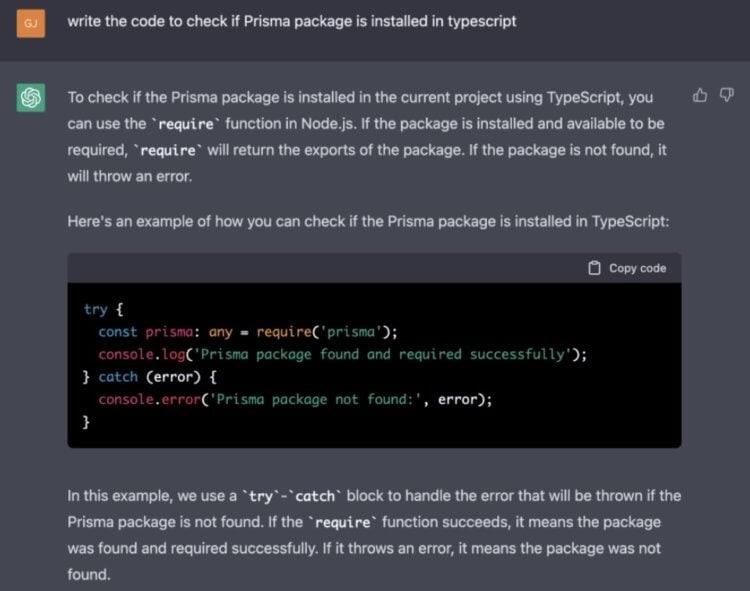 GJ
write the code to check if Prisma package is installed in typescript
To check if the Prisma package is installed in the current project using TypeScript, you
can use the `require` function in Node.js. If the package is installed and available to be
required, `require` will return the exports of the package. If the package is not found, it
will throw an error.
Here's an example of how you can check if the Prisma package is installed in TypeScript:
Copy code
try {
  const prisma: any = require('prisma');
  console.log('Prisma package found and required successfully');
} catch (error) {
  console.error('Prisma package not found:', error);
}
In this example, we use a `try`-`catch` block to handle the error that will be thrown if the
Prisma package is not found. If the `require` function succeeds, it means the package
was found and required successfully. If it throws an error, it means the package was not
found.